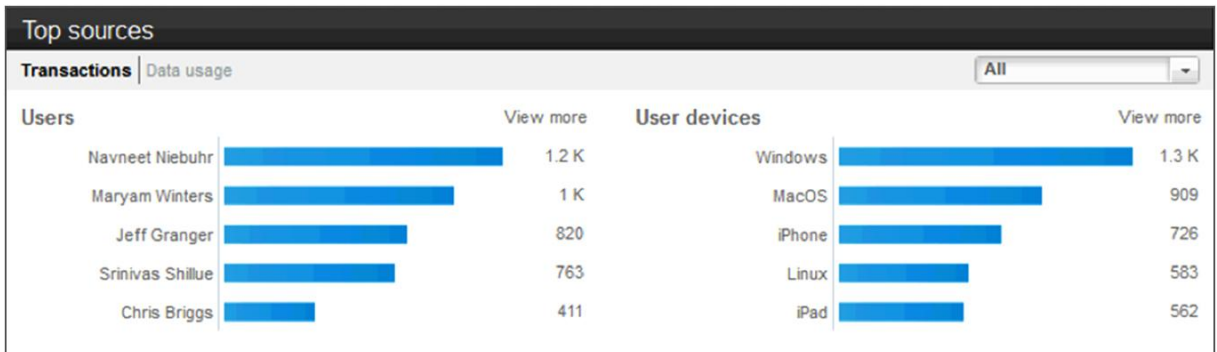 Top sources
Transactions Data usage All
Users View more
Navneet Niebuhr 1.2 K
Maryam Winters 1 K
Jeff Granger 820
Srinivas Shillue 763
Chris Briggs 411
User devices View more
Windows 1.3 K
MacOS 909
iPhone 726
Linux 583
iPad 562